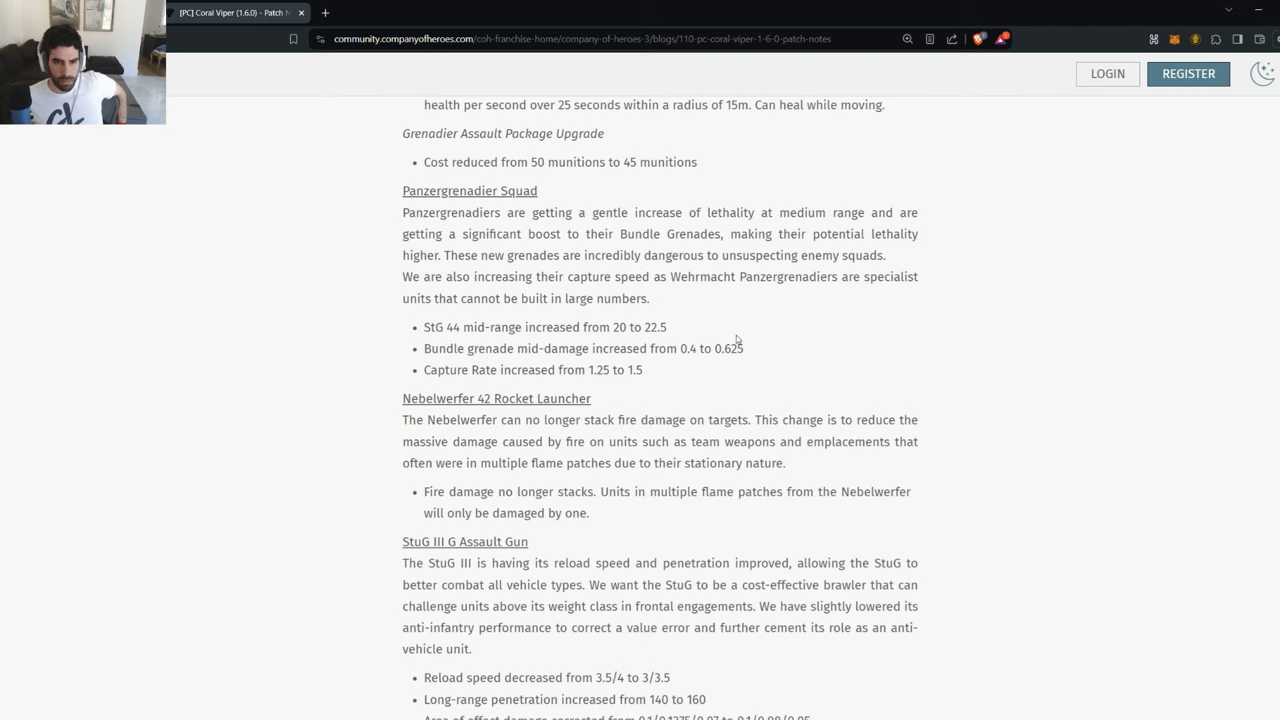 [PC] Coral Viper (1.6.0) - Patch N
community.companyofheroes.com/coh-franchise-home/company-of-heroes-3/blogs/110-pc-coral-viper-1-6-0-patch-notes
LOGIN
REGISTER
health per second over 25 seconds within a radius of 15m. Can heal while moving.
Grenadier Assault Package Upgrade
• Cost reduced from 50 munitions to 45 munitions
Panzergrenadier Squad
Panzergrenadiers are getting a gentle increase of lethality at medium range and are
getting a significant boost to their Bundle Grenades, making their potential lethality
higher. These new grenades are incredibly dangerous to unsuspecting enemy squads.
We are also increasing their capture speed as Wehrmacht Panzergrenadiers are specialist
units that cannot be built in large numbers.
• StG 44 mid-range increased from 20 to 22.5
• Bundle grenade mid-damage increased from 0.4 to 0.625
• Capture Rate increased from 1.25 to 1.5
Nebelwerfer 42 Rocket Launcher
The Nebelwerfer can no longer stack fire damage on targets. This change is to reduce the
massive damage caused by fire on units such as team weapons and emplacements that
often were in multiple flame patches due to their stationary nature.
• Fire damage no longer stacks. Units in multiple flame patches from the Nebelwerfer
will only be damaged by one.
StuG III G Assault Gun
The StuG III is having its reload speed and penetration improved, allowing the StuG to
better combat all vehicle types. We want the StuG to be a cost-effective brawler that can
challenge units above its weight class in frontal engagements. We have slightly lowered its
anti-infantry performance to correct a value error and further cement its role as an anti-
vehicle unit.
• Reload speed decreased from 3.5/4 to 3/3.5
• Long-range penetration increased from 140 to 160
• Area of effect damage corrected from